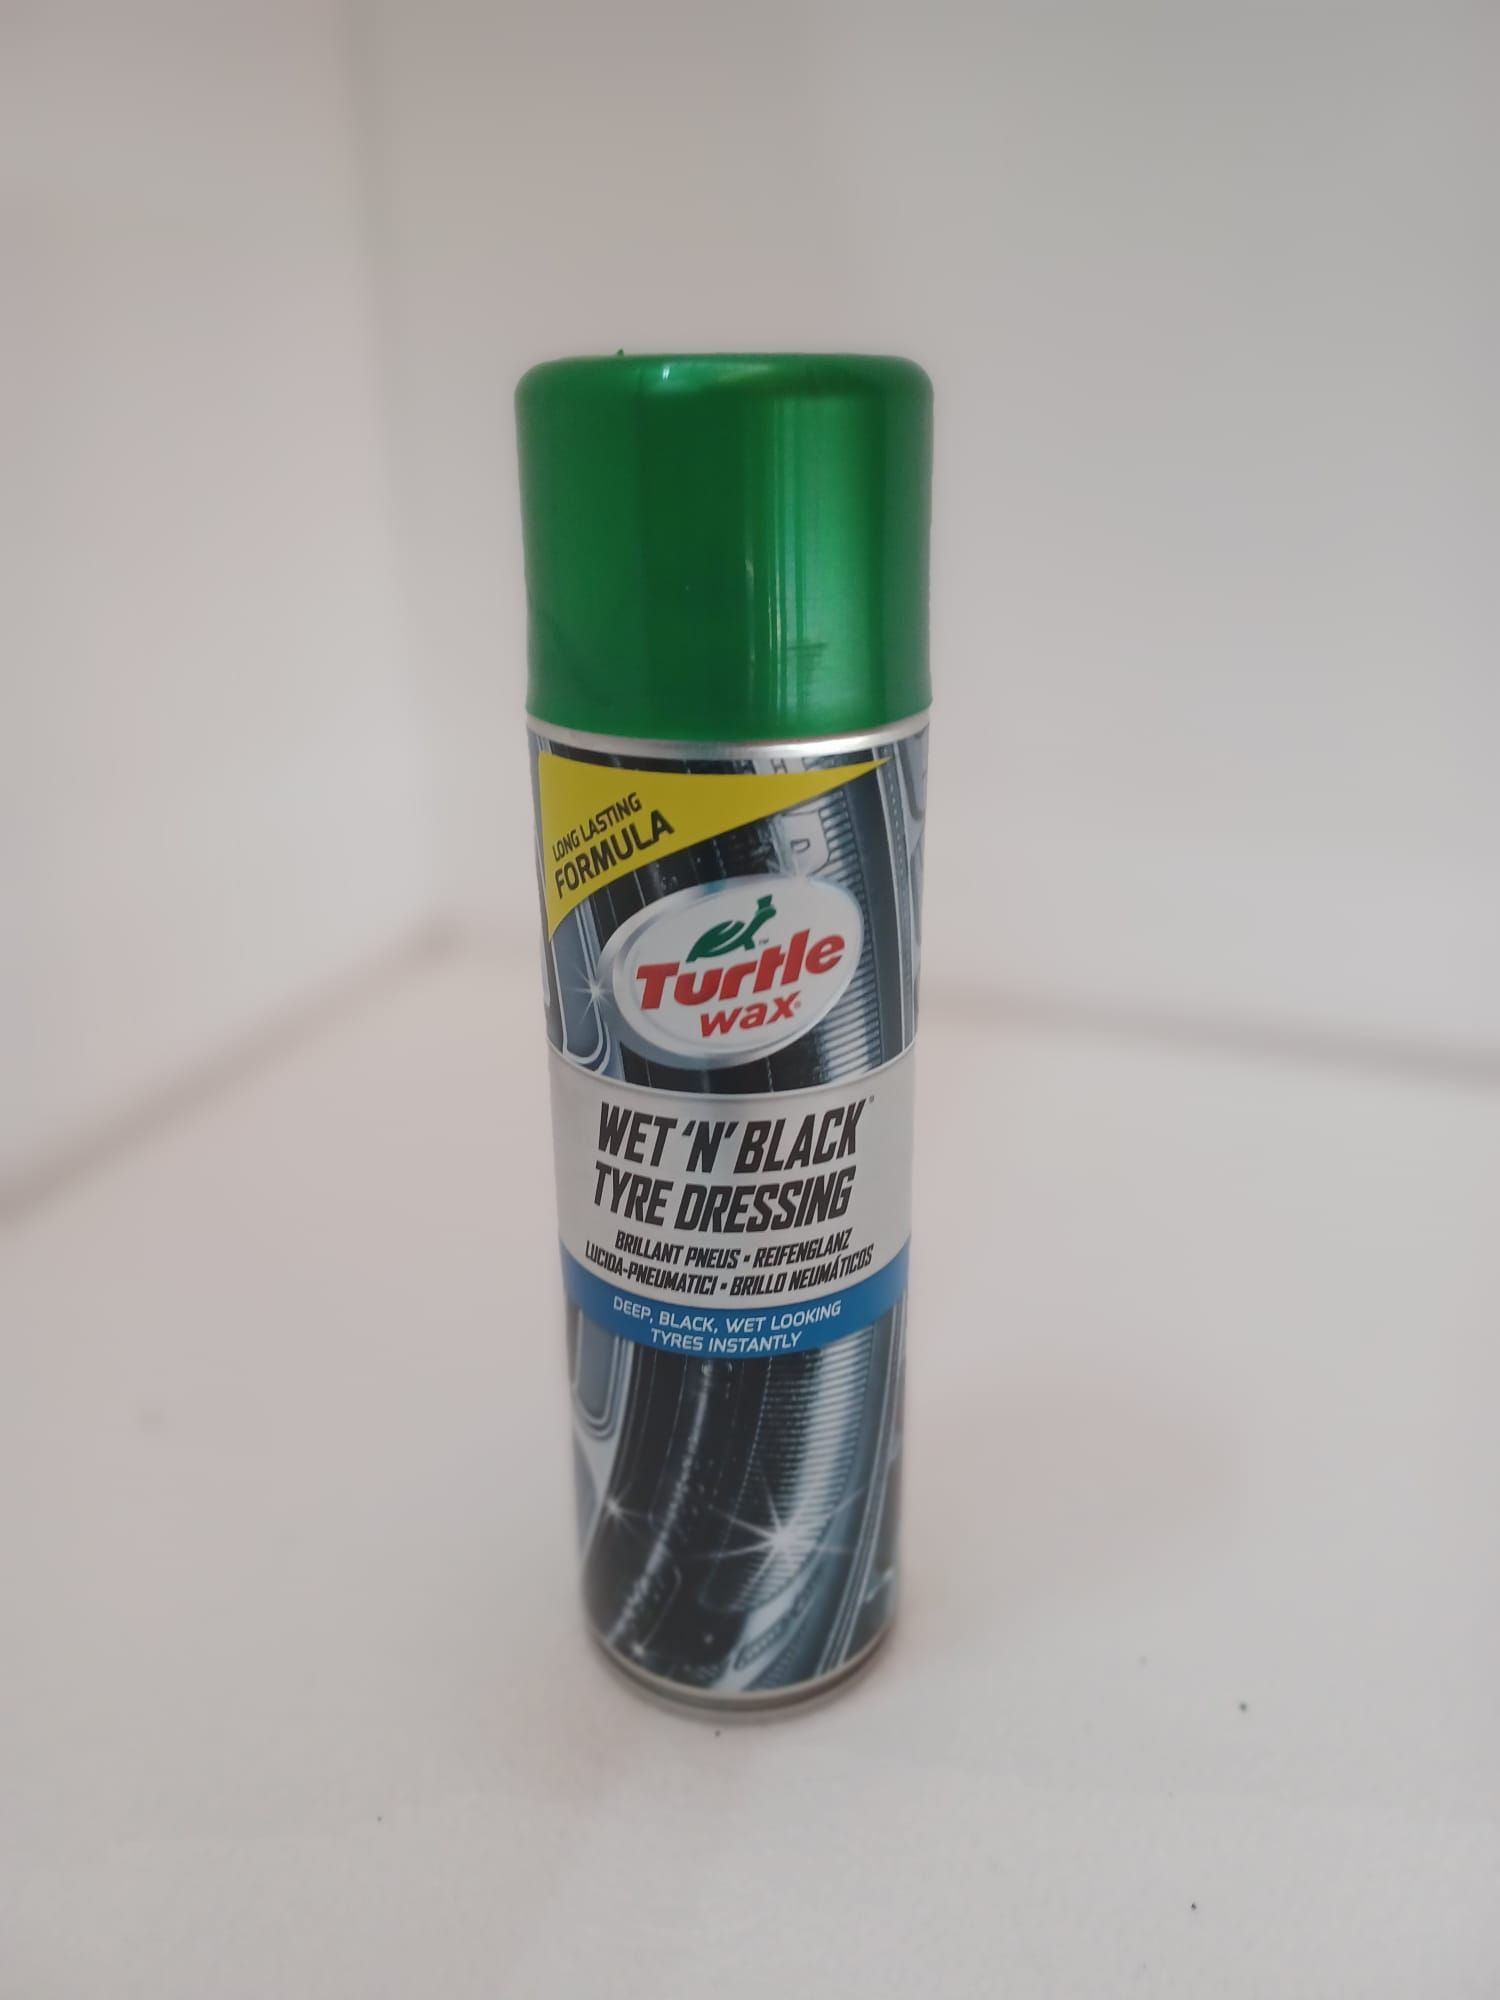 LONG LASTING
FORMULA
Turtle™
wax®
WET 'N' BLACK®
TYRE DRESSING
BRILLANT PNEUS • REIFENGLANZ
LUCIDA-PNEUMATICI • BRILLO NEUMÁTICOS
DEEP, BLACK, WET LOOKING
TYRES INSTANTLY